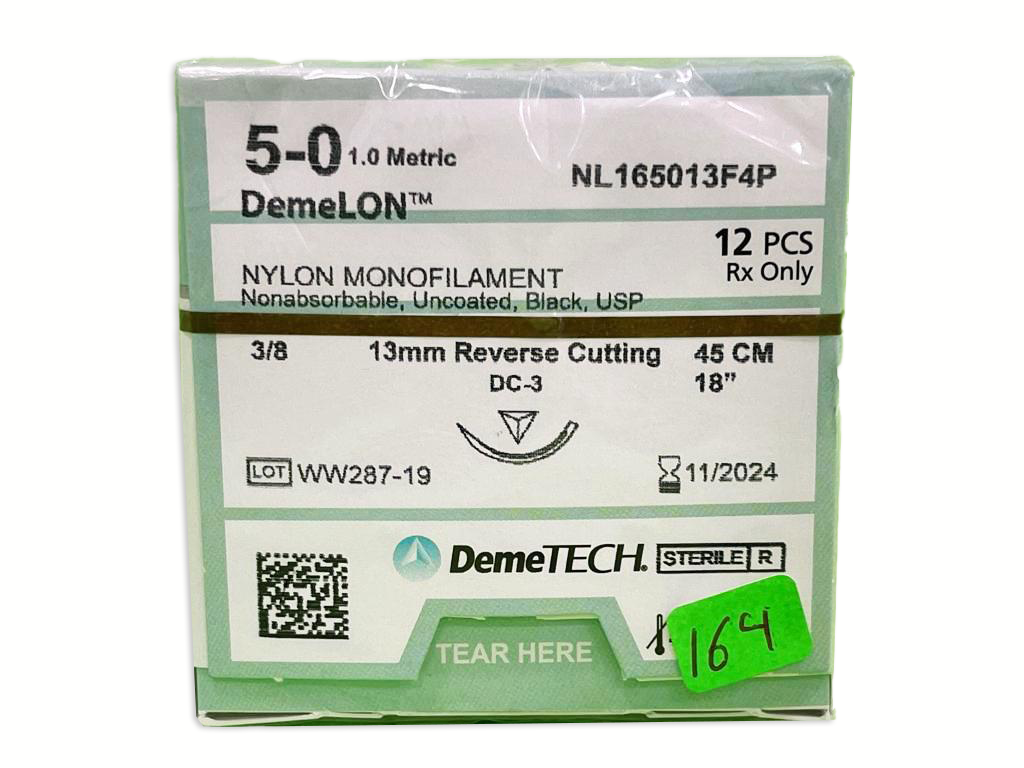 5-0 1.0 Metric
NL165013F4P
DemeLON™
12 PCS
Rx Only
NYLON MONOFILAMENT
Nonabsorbable, Uncoated, Black, USP
3/8 13mm Reverse Cutting 45 CM
DC-3 18”
LOT WW287-19 11/2024
DemeTECH. STERILE R
TEAR HERE
164